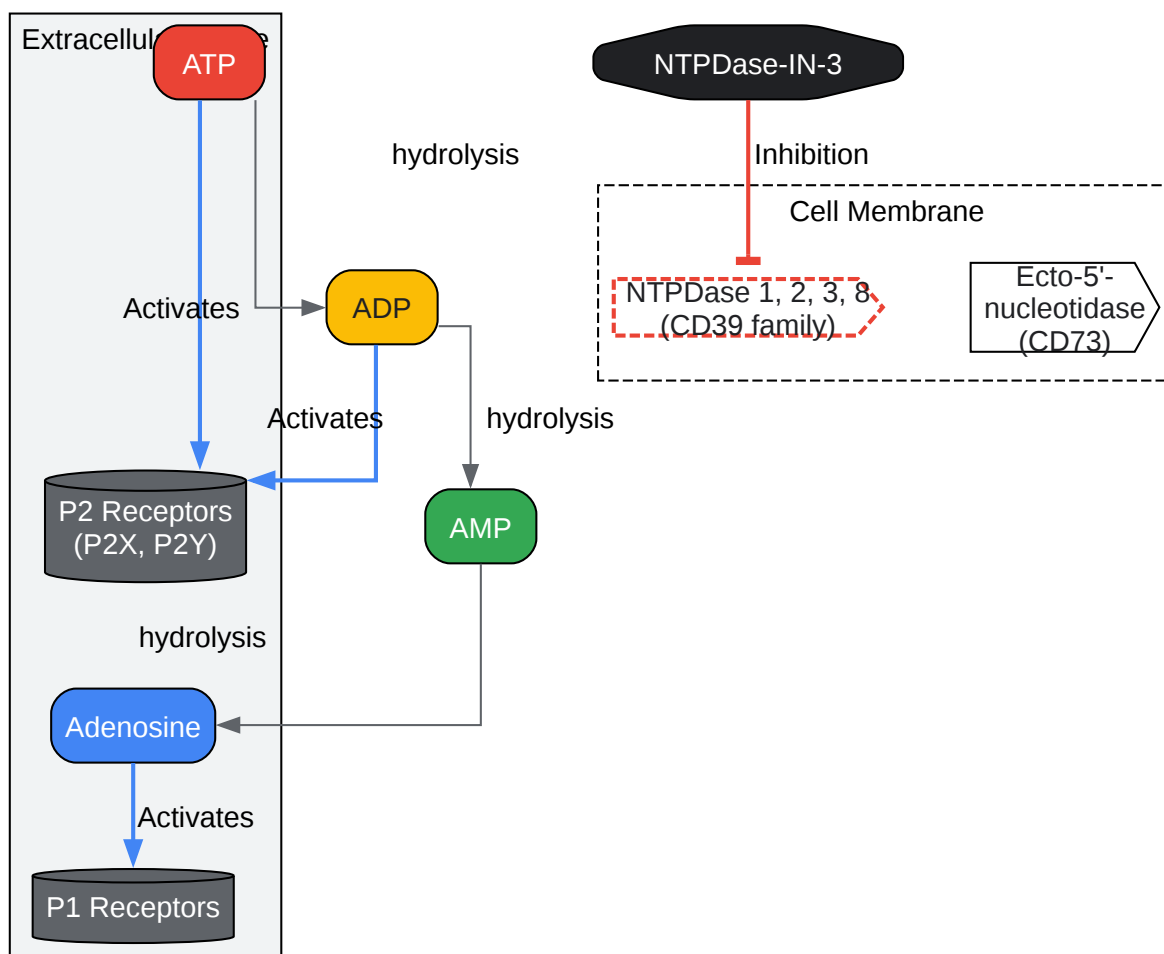 ATP
NTPDase-IN-3
hydrolysis
Inhibition
Cell Membrane
NTPDase 1, 2, 3, 8
(CD39 family)
Ecto-5'-
nucleotidase
(CD73)
Activates
ADP
Activates
hydrolysis
P2 Receptors
(P2X, P2Y)
AMP
hydrolysis
Adenosine
Activates
P1 Receptors